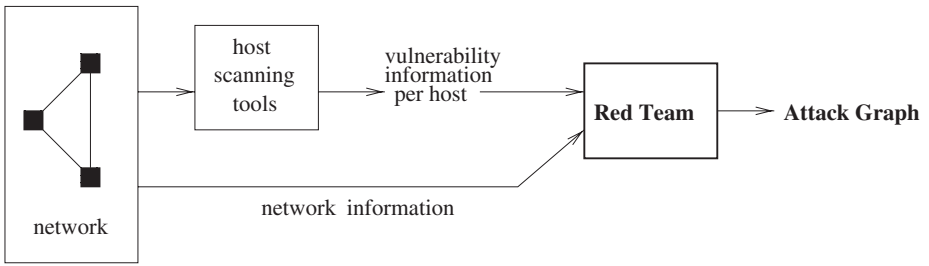 host
scanning
tools
vulnerability
information
per host
Red Team
Attack Graph
network
network information